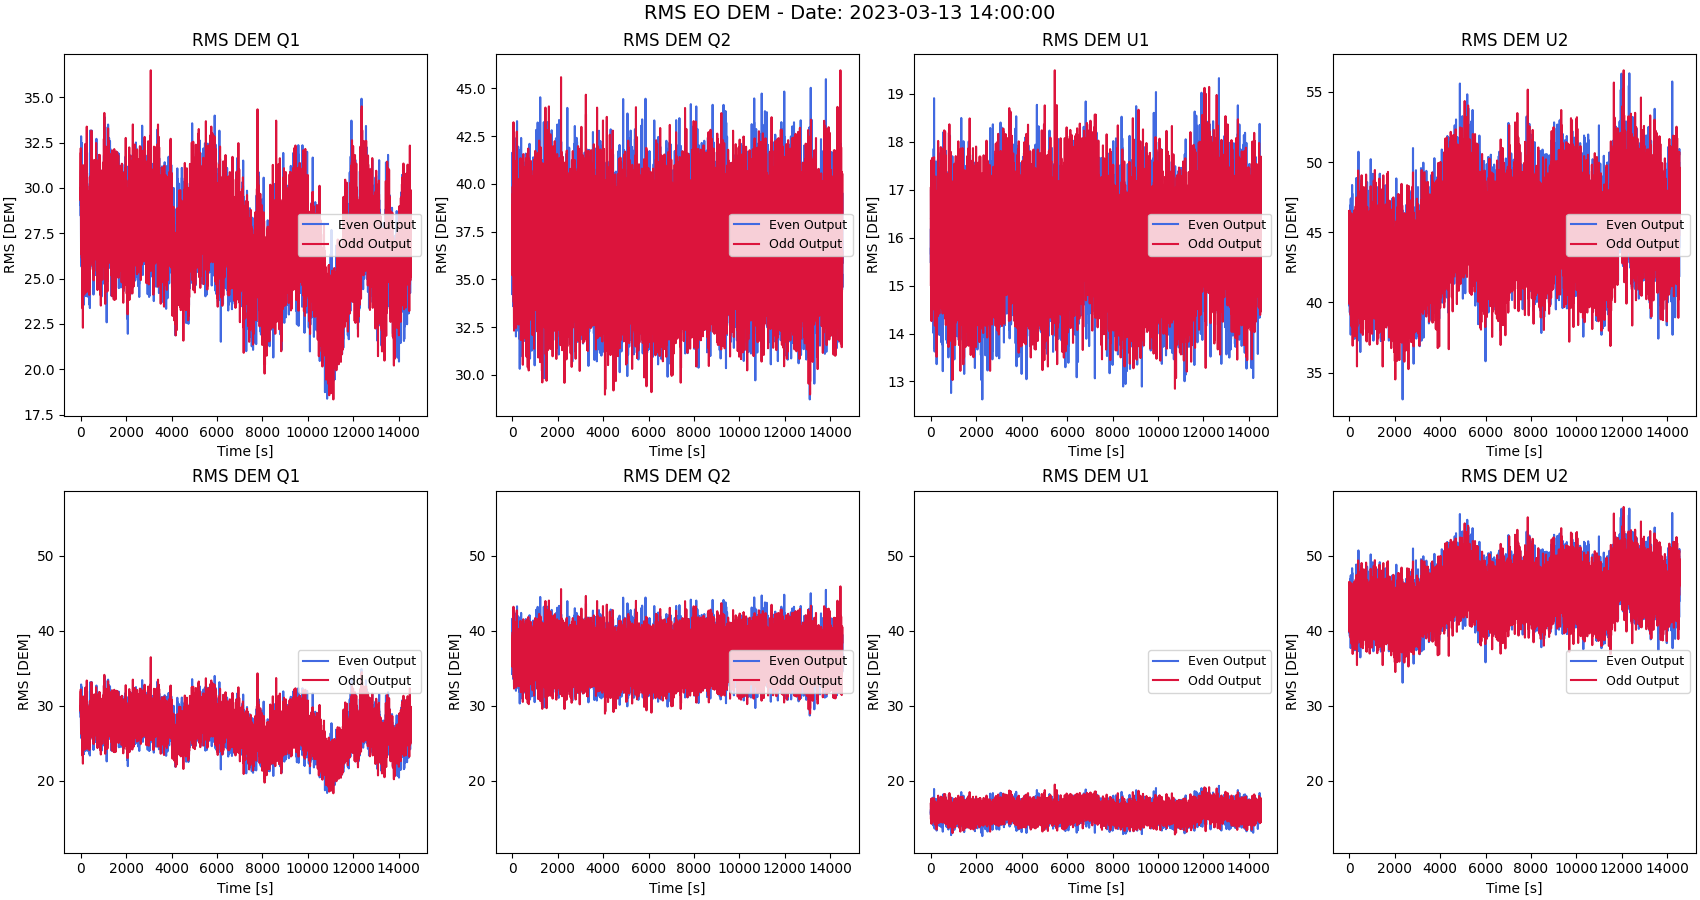 RMS EO DEM - Date: 2023-03-13 14:00:00
RMS DEM Q1
RMS DEM Q2
RMS DEM U1
RMS DEM U2
RMS [DEM]
35.0
32.5
30.0
27.5
25.0
22.5
20.0
17.5
Even Output
Odd Output
0 2000 4000 6000 8000 10000 12000 14000
Time [s]
RMS [DEM]
45.0
42.5
40.0
37.5
35.0
32.5
30.0
Even Output
Odd Output
0 2000 4000 6000 8000 10000 12000 14000
Time [s]
RMS [DEM]
19
18
17
16
15
14
13
Even Output
Odd Output
0 2000 4000 6000 8000 10000 12000 14000
Time [s]
RMS [DEM]
55
50
45
40
35
Even Output
Odd Output
0 2000 4000 6000 8000 10000 12000 14000
Time [s]
RMS DEM Q1
RMS DEM Q2
RMS DEM U1
RMS DEM U2
RMS [DEM]
50
40
30
20
Even Output
Odd Output
0 2000 4000 6000 8000 10000 12000 14000
Time [s]
RMS [DEM]
50
40
30
20
Even Output
Odd Output
0 2000 4000 6000 8000 10000 12000 14000
Time [s]
RMS [DEM]
50
40
30
20
Even Output
Odd Output
0 2000 4000 6000 8000 10000 12000 14000
Time [s]
RMS [DEM]
50
40
30
20
Even Output
Odd Output
0 2000 4000 6000 8000 10000 12000 14000
Time [s]